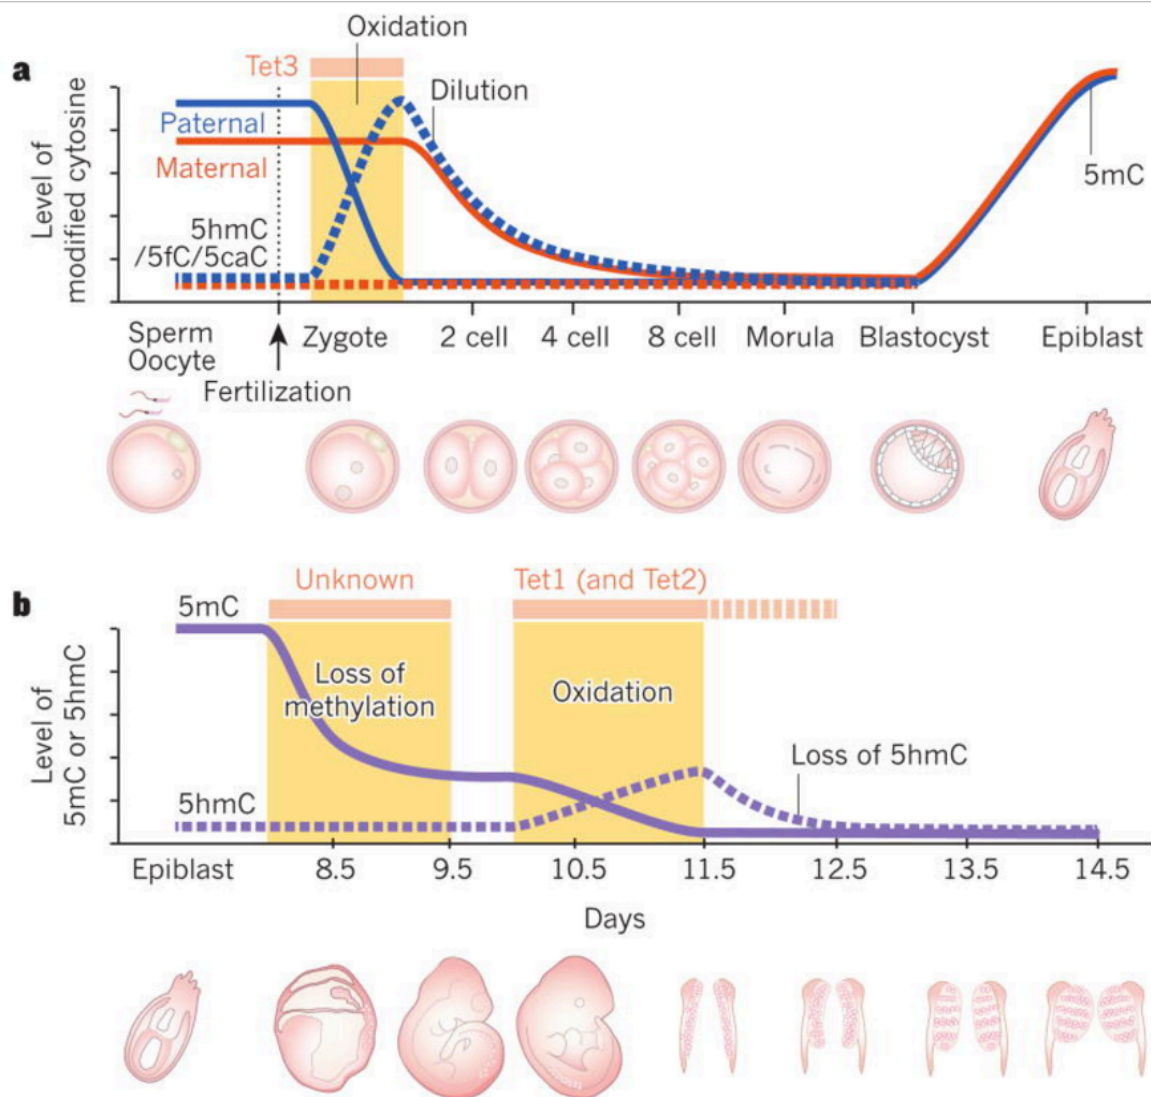 a
Oxidation
Tet3
Dilution
Paternal
Maternal
5hmC
/5fC/5caC
5mC
Level of
modified cytosine
Sperm
Oocyte
Fertilization
Zygote
2 cell
4 cell
8 cell
Morula
Blastocyst
Epiblast
b
Unknown
Tet1 (and Tet2)
5mC
Loss of
methylation
Oxidation
Loss of 5hmC
5hmC
Level of
5mC or 5hmC
Epiblast
8.5
9.5
10.5
11.5
12.5
13.5
14.5
Days